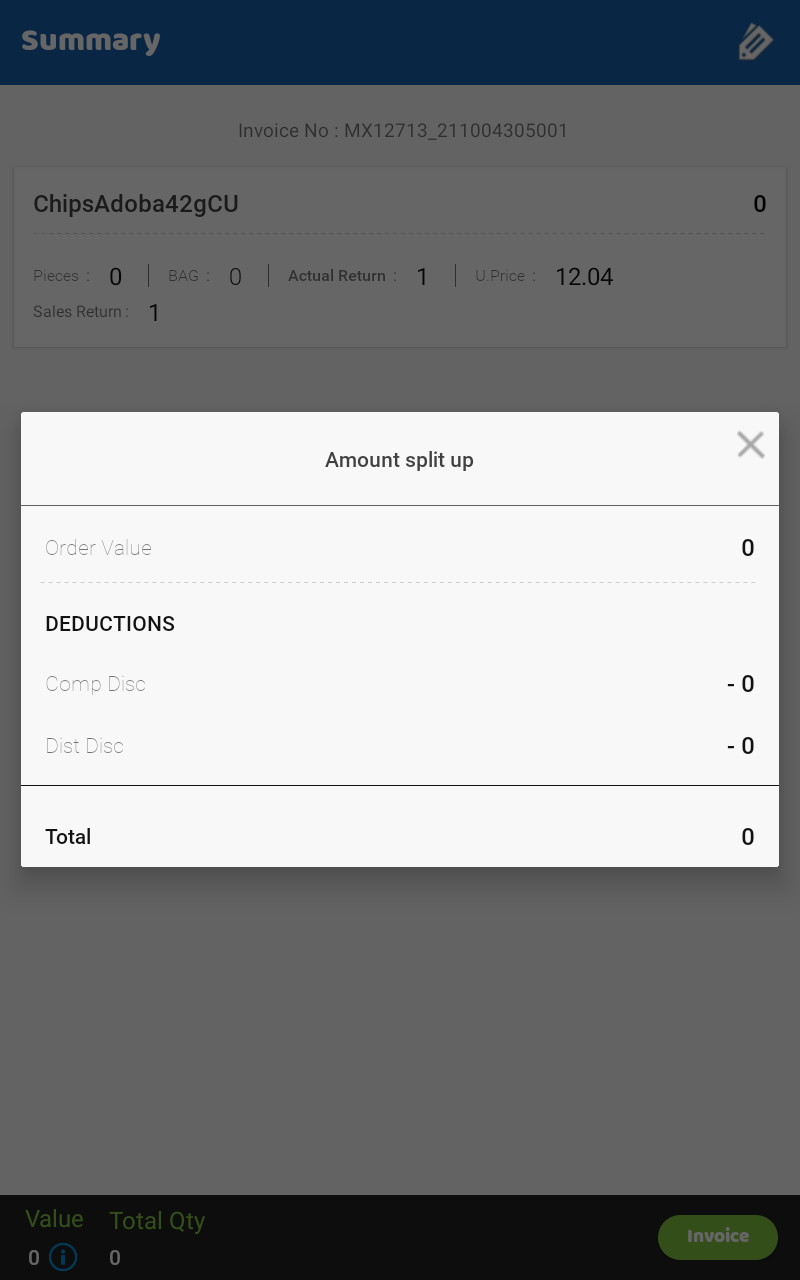 Summary
Invoice No : MX12713_211004305001
ChipsAdoba42gCU 0
Pieces : 0 BAG : 0 Actual Return : 1 U.Price : 12.04
Sales Return : 1
Amount split up
Order Value 0
DEDUCTIONS
Comp Disc - 0
Dist Disc - 0
Total 0
Value Total Qty
0 0
Invoice